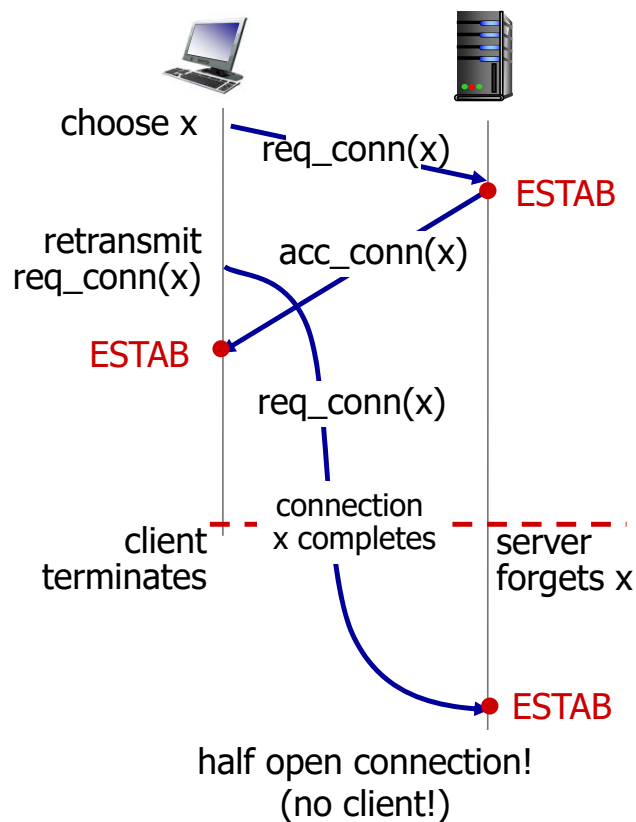 choose x
req_conn(x)
ESTAB
retransmit
req_conn(x)
acc_conn(x)
ESTAB
req_conn(x)
connection
x completes
client
terminates
server
forgets x
ESTAB
half open connection!
(no client!)